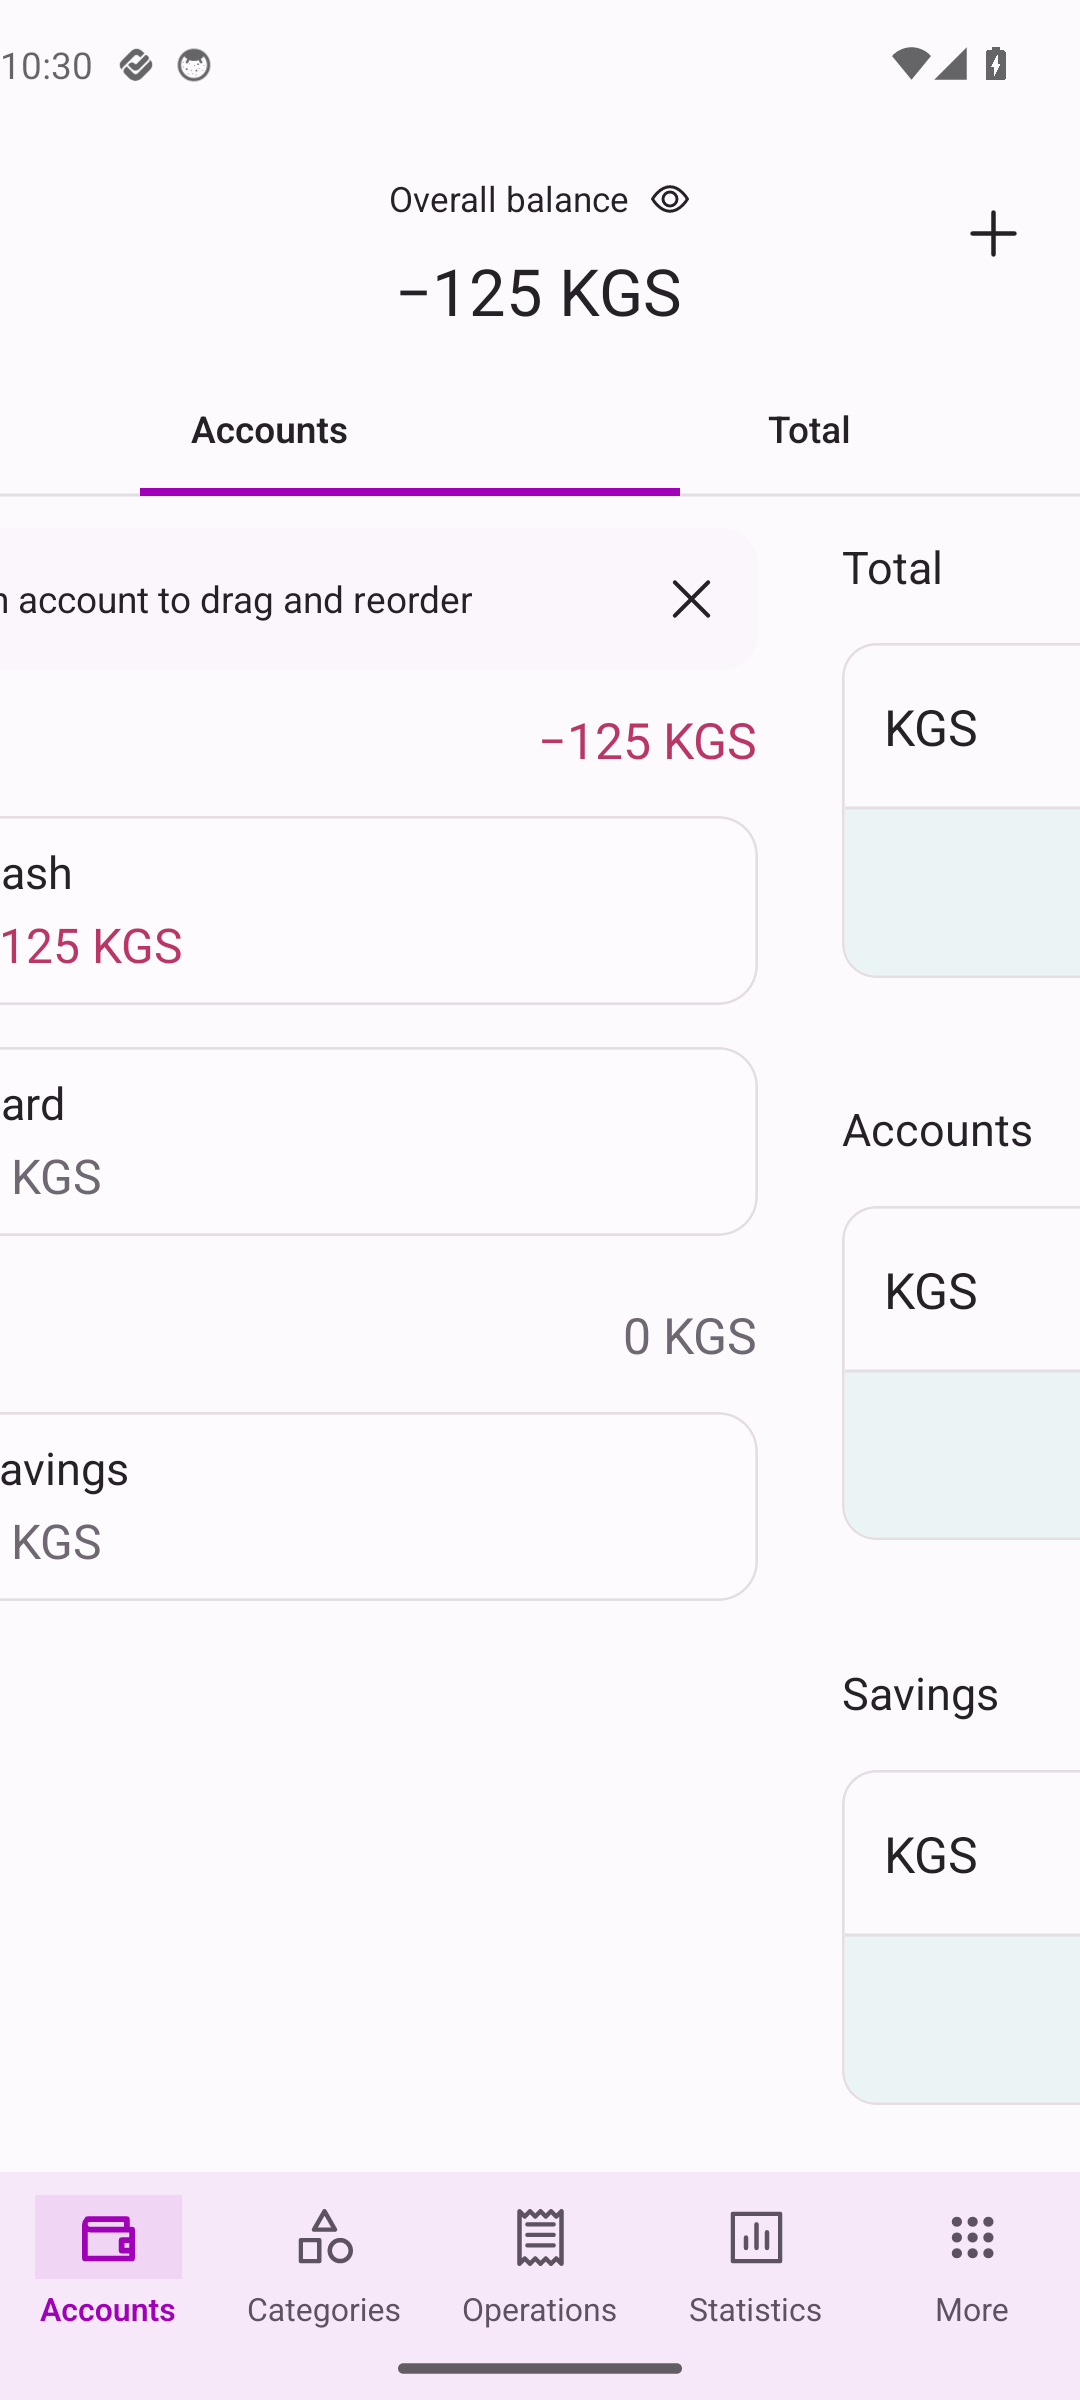 10:30
Overall balance
−125 KGS
Accounts
Total
n account to drag and reorder
−125 KGS
ash
125 KGS
ard
KGS
0 KGS
avings
KGS
Total
KGS
Accounts
KGS
Savings
KGS
Accounts
Categories
Operations
Statistics
More